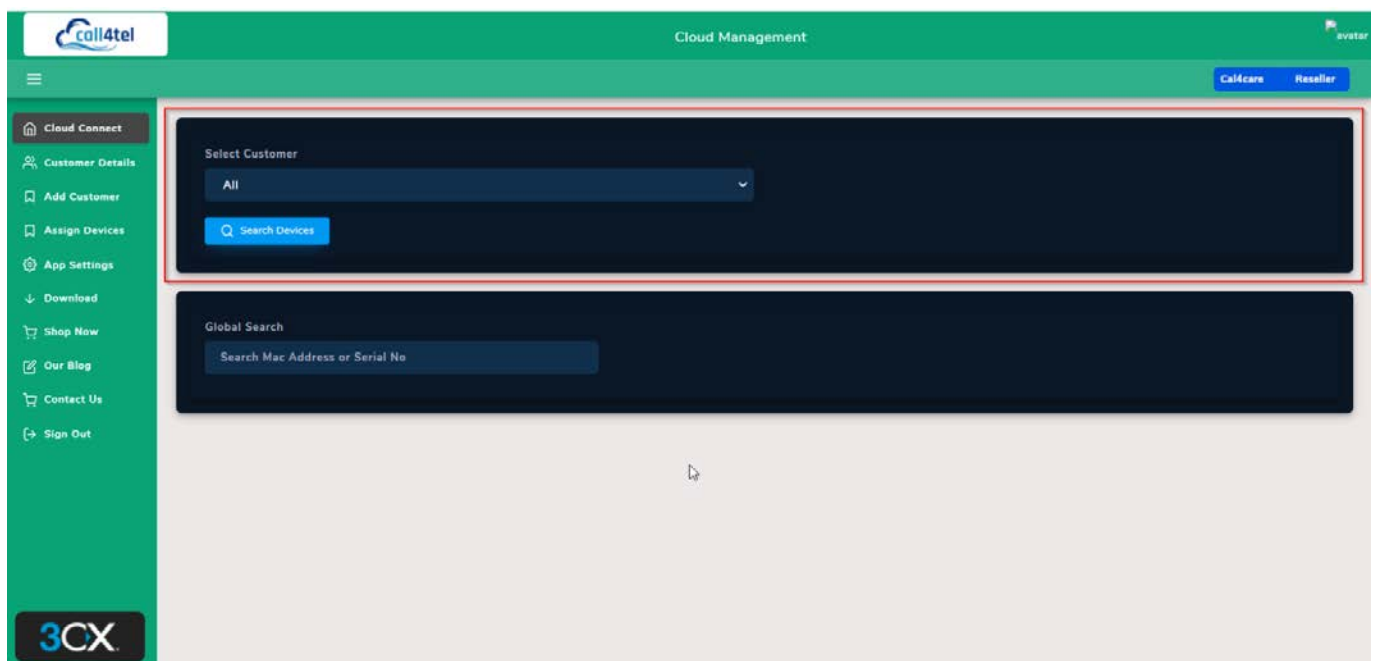 call4tel
Cloud Management
avatar
Cal4care Reseller
Cloud Connect
Customer Details
Add Customer
Assign Devices
App Settings
Download
Shop Now
Our Blog
Contact Us
Sign Out
3CX
Select Customer
All
Search Devices
Global Search
Search Mac Address or Serial No